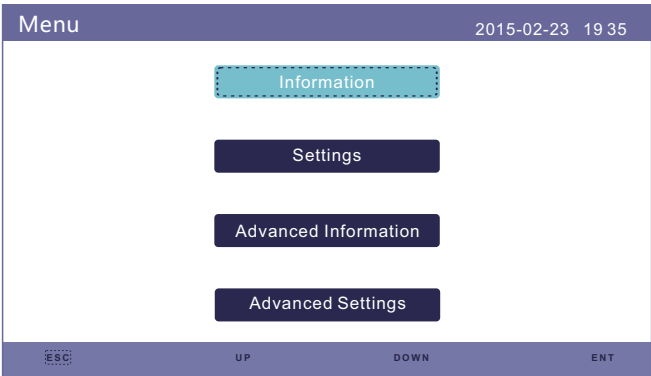 Menu 2015-02-23 19 35
Information
Settings
Advanced Information
Advanced Settings
ESC UP DOWN ENT